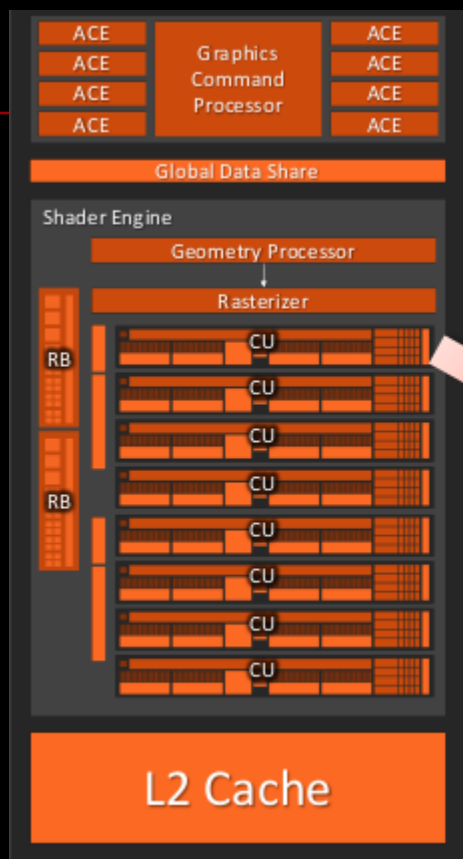 ACE
ACE
ACE
ACE
Graphics
Command
Processor
ACE
ACE
ACE
ACE
Global Data Share
Shader Engine
Geometry Processor
Rasterizer
RB
RB
CU
CU
CU
CU
CU
CU
CU
CU
L2 Cache